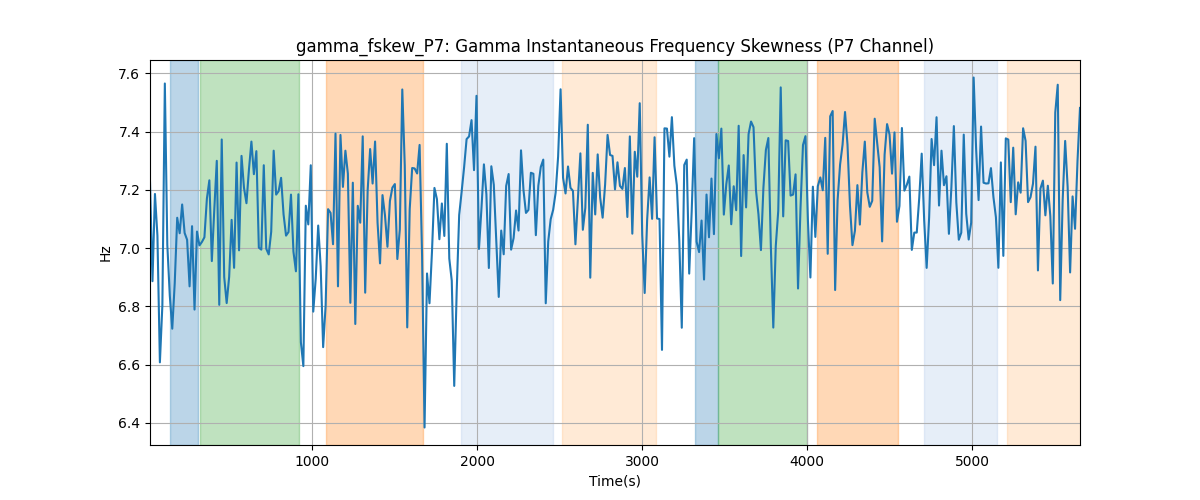 gamma_fskew_P7: Gamma Instantaneous Frequency Skewness (P7 Channel)
7.6
7.4
7.2
7.0
6.8
6.6
6.4
Hz
1000 2000 3000 4000 5000
Time(s)